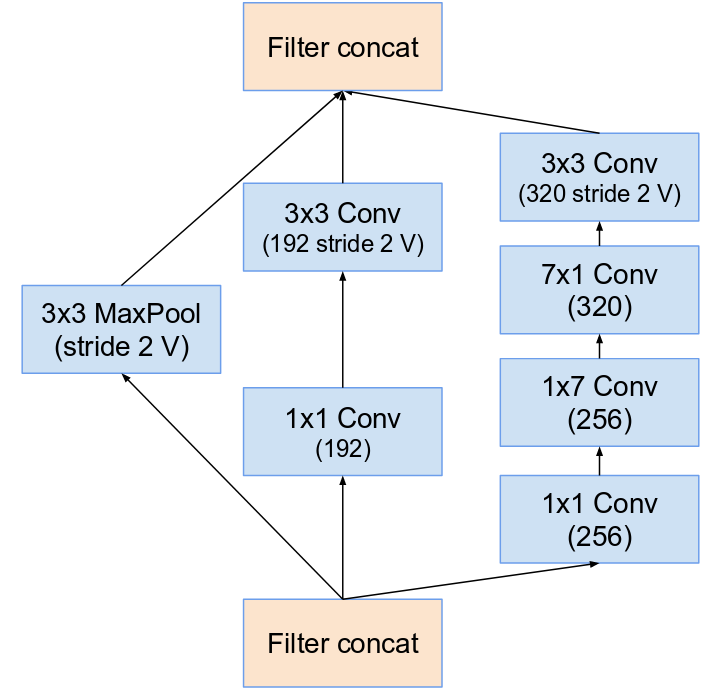 Filter concat
3x3 Conv
(320 stride 2 V)
3x3 Conv
(192 stride 2 V)
7x1 Conv
(320)
3x3 MaxPool
(stride 2 V)
1x7 Conv
(256)
1x1 Conv
(192)
1x1 Conv
(256)
Filter concat